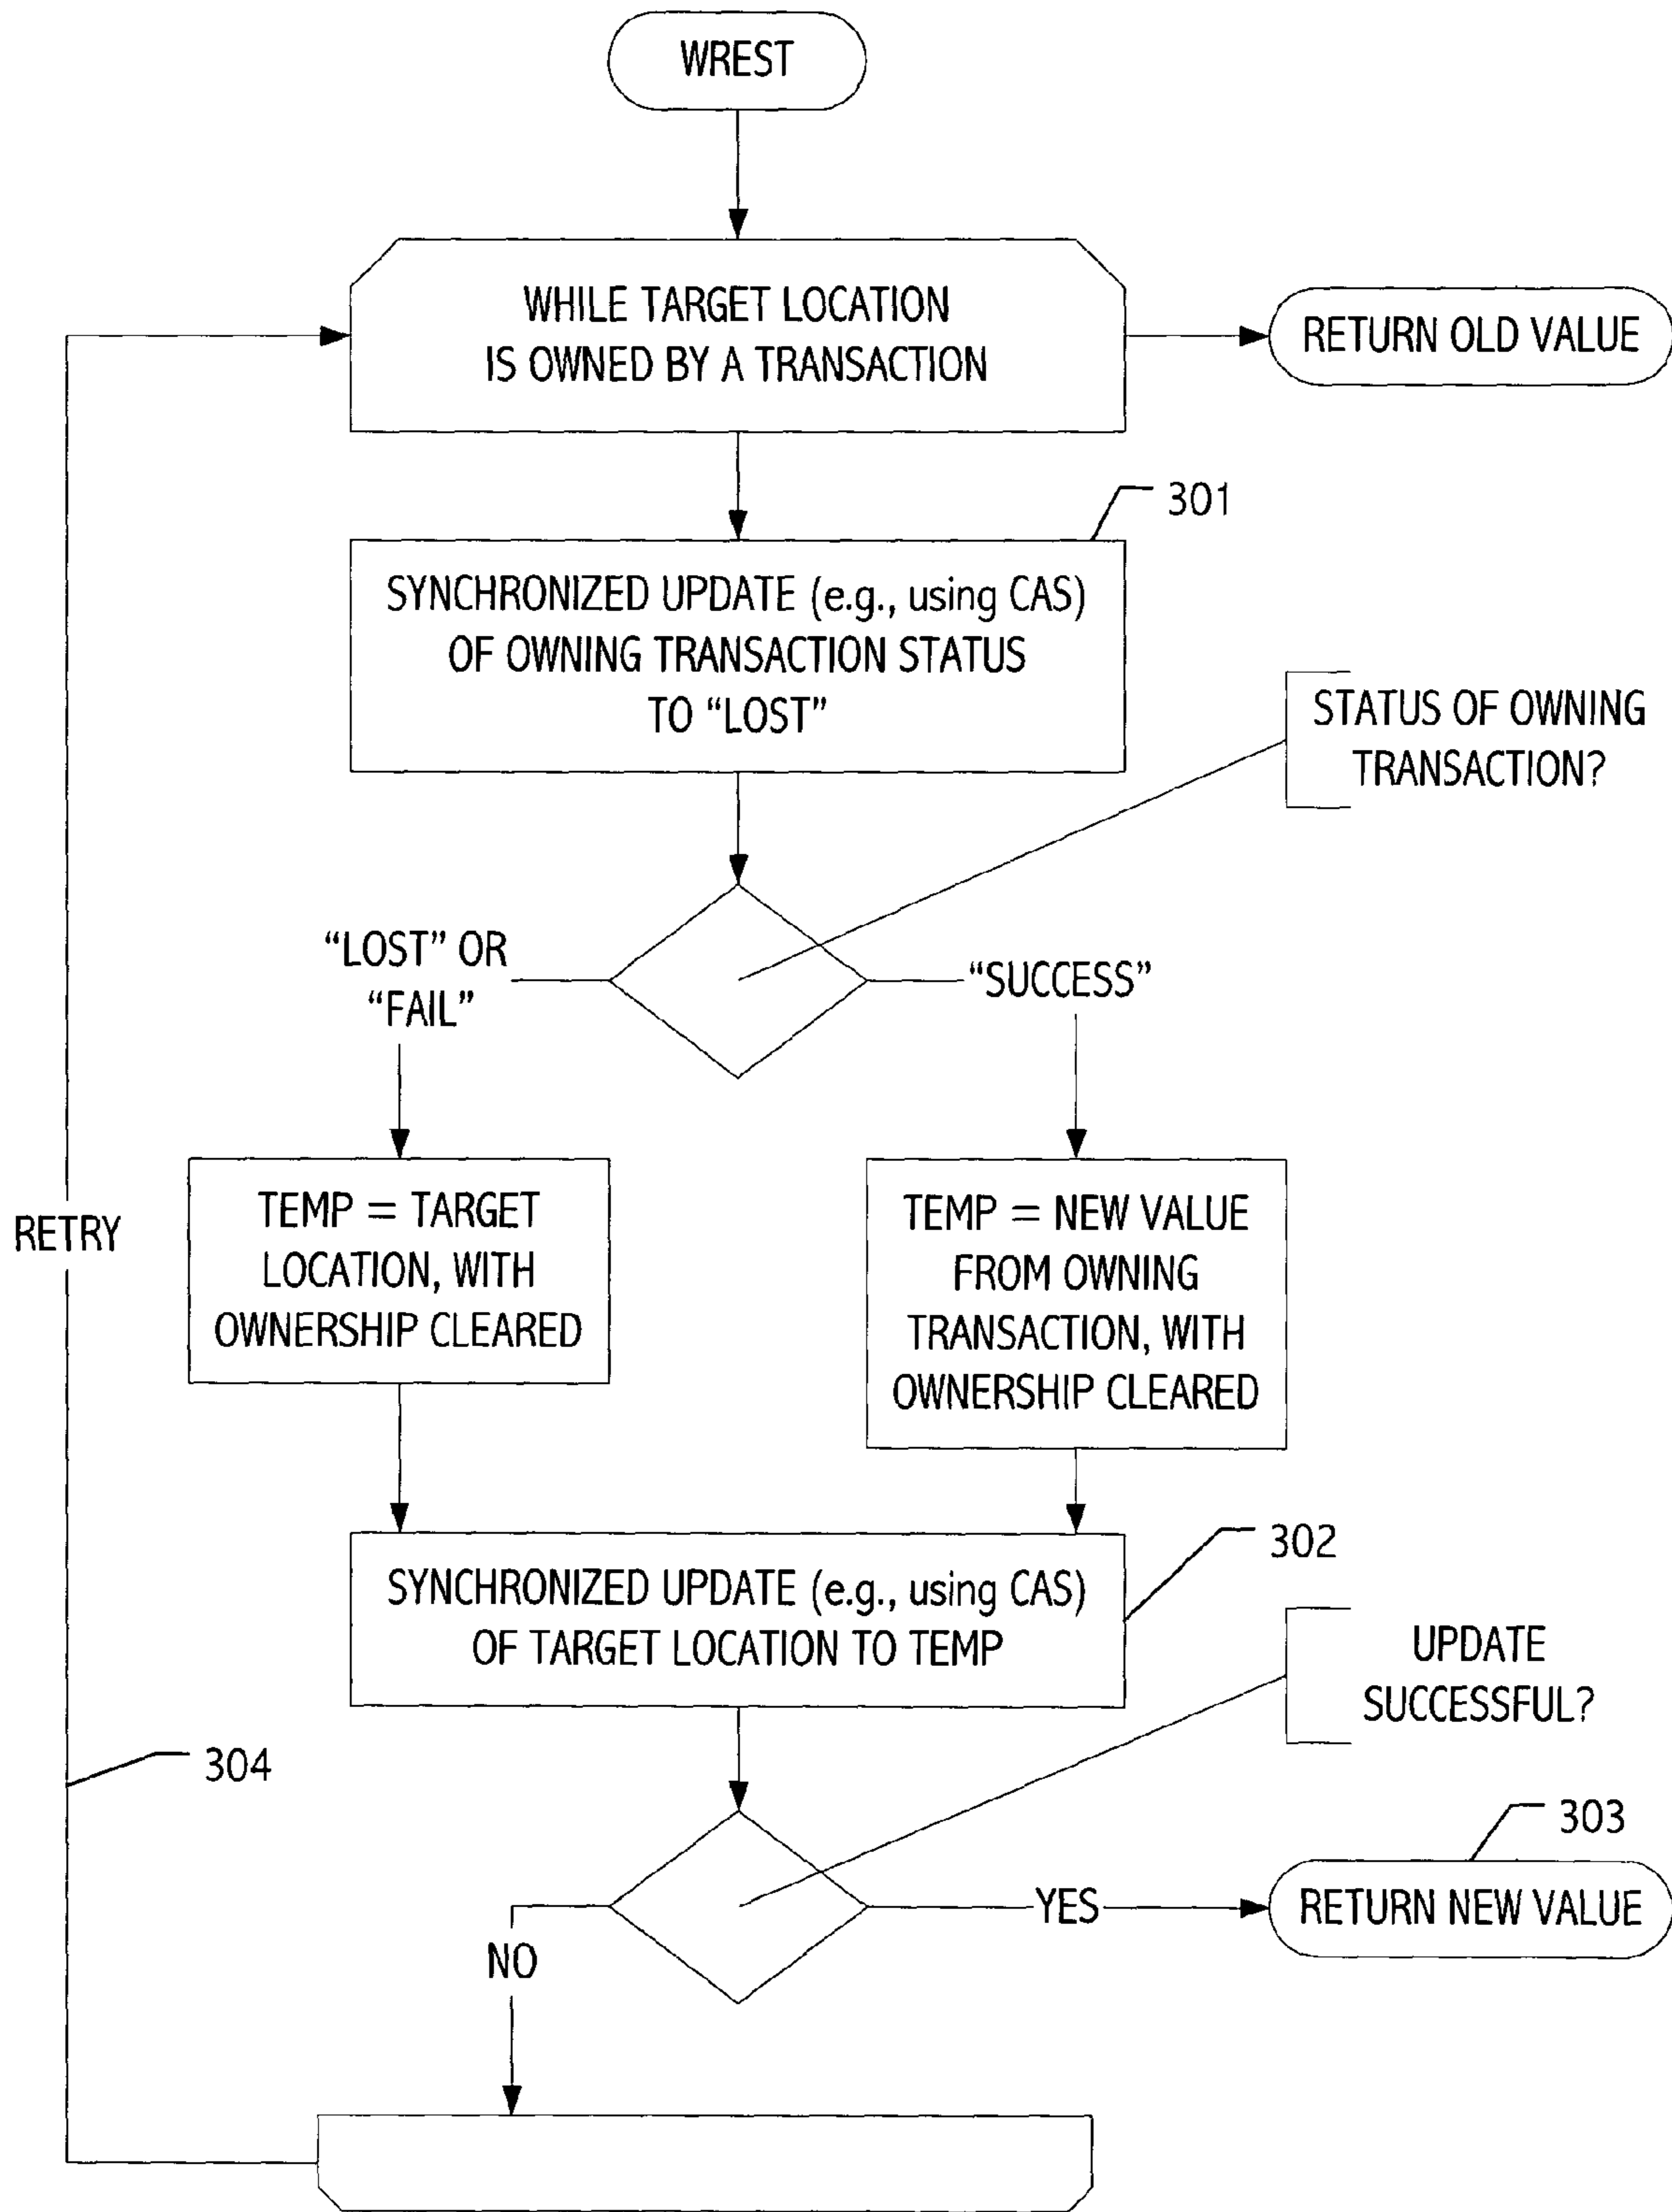 WREST
WHILE TARGET LOCATION
IS OWNED BY A TRANSACTION
RETURN OLD VALUE
301
SYNCHRONIZED UPDATE (e.g., using CAS)
OF OWNING TRANSACTION STATUS
TO “LOST”
STATUS OF OWNING
TRANSACTION?
“LOST” OR
“FAIL”
“SUCCESS”
RETRY
TEMP = TARGET
LOCATION, WITH
OWNERSHIP CLEARED
TEMP = NEW VALUE
FROM OWNING
TRANSACTION, WITH
OWNERSHIP CLEARED
302
SYNCHRONIZED UPDATE (e.g., using CAS)
OF TARGET LOCATION TO TEMP
UPDATE
SUCCESSFUL?
304
303
YES
RETURN NEW VALUE
NO